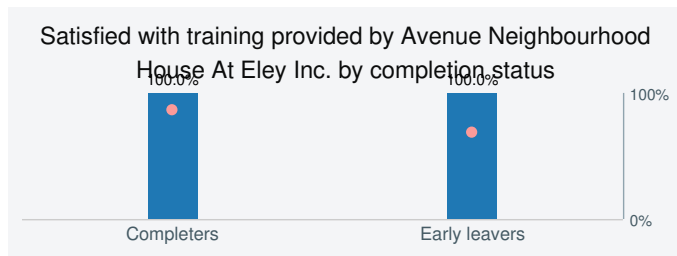 Satisfied with training provided by Avenue Neighbourhood
House At Eley Inc. by completion status
100.0%
100.0%
100%
0%
Completers
Early leavers